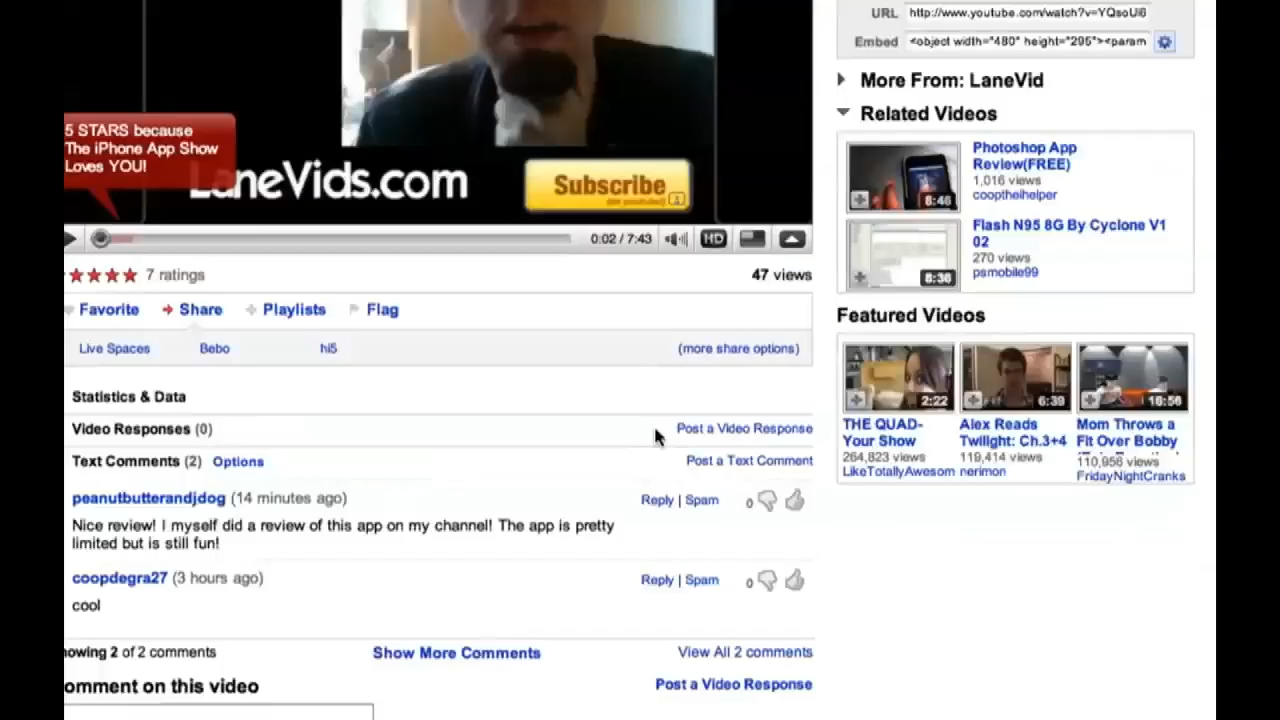 URL http://www.youtube.com/watch?v=YQsoUi6
Embed <object width="480" height="295"><param
More From: LaneVid
Related Videos
Photoshop App
Review(FREE)
1,016 views
cooptheihelper
8:46
Flash N95 8G By Cyclone V1
02
270 views
psmobile99
8:36
Featured Videos
2:22
6:39
16:56
THE QUAD-
Your Show
264,823 views
LikeTotallyAwesom
Alex Reads
Twilight: Ch.3+4
119,414 views
nerimon
Mom Throws a
Fit Over Bobby
110,956 views
FridayNightCranks
5 STARS because
The iPhone App Show
Loves YOU!
LaneVids.com
Subscribe
0:02 / 7:43
HD
7 ratings
47 views
Favorite Share Playlists Flag
Live Spaces Bebo hi5 (more share options)
Statistics & Data
Video Responses (0) Post a Video Response
Text Comments (2) Options Post a Text Comment
peanutbutterandjdog (14 minutes ago) Reply | Spam 0
Nice review! I myself did a review of this app on my channel! The app is pretty
limited but is still fun!
coopdegra27 (3 hours ago) Reply | Spam 0
cool
owing 2 of 2 comments Show More Comments View All 2 comments
omment on this video Post a Video Response